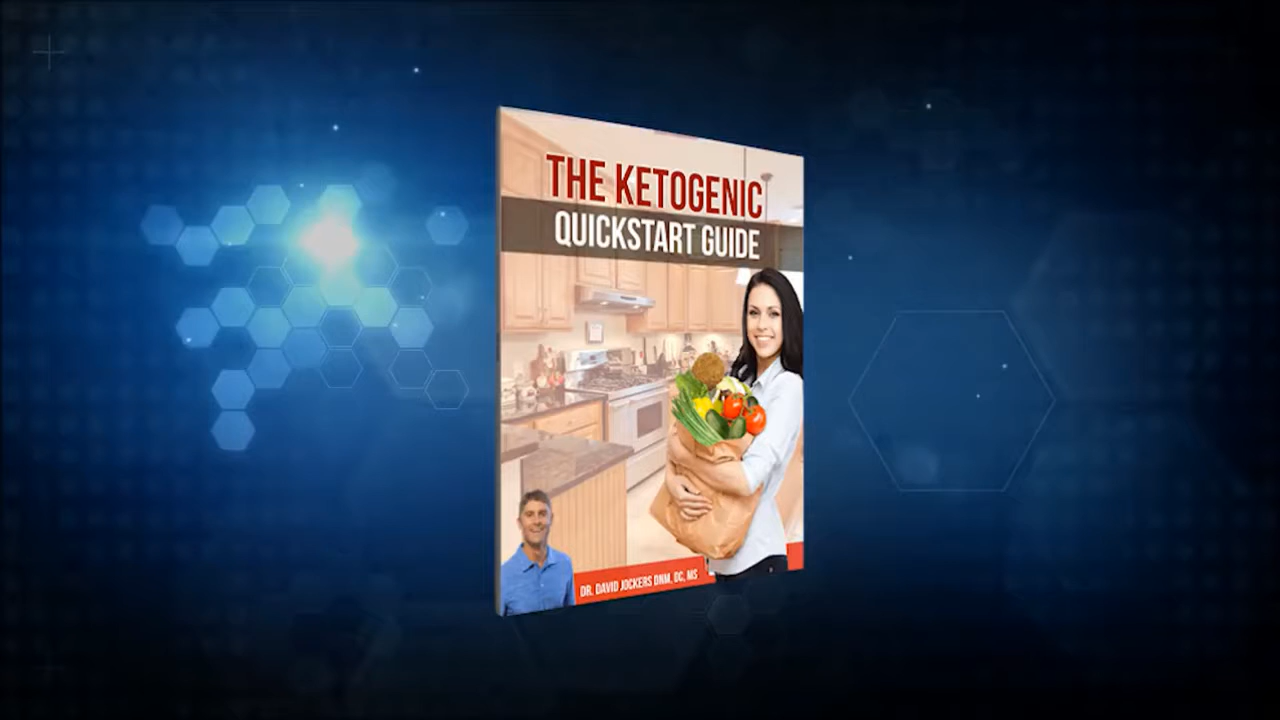 THE KETOGENIC
QUICKSTART GUIDE
DR. DAVID JOCKERS DNM, DC, MS